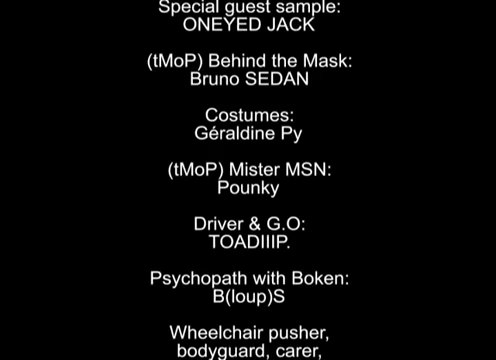 Special guest sample:
ONEYED JACK
(tMoP) Behind the Mask:
Bruno SEDAN
Costumes:
Géraldine Py
(tMoP) Mister MSN:
Pounky
Driver & G.O:
TOADIIIP.
Psychopath with Boken:
B(loup)S
Wheelchair pusher,
bodyguard, carer,